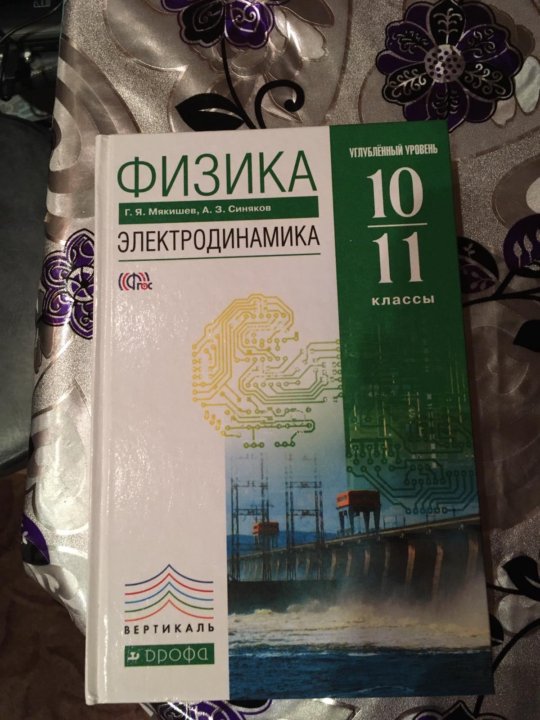 ФИЗИКА
Г. Я. Мякишев, А. З. Синяков
ЭЛЕКТРОДИНАМИКА
ФГОС
УГЛУБЛЁННЫЙ УРОВЕНЬ
10
11
КЛАССЫ
ВЕРТИКАЛЬ
ДРОФА